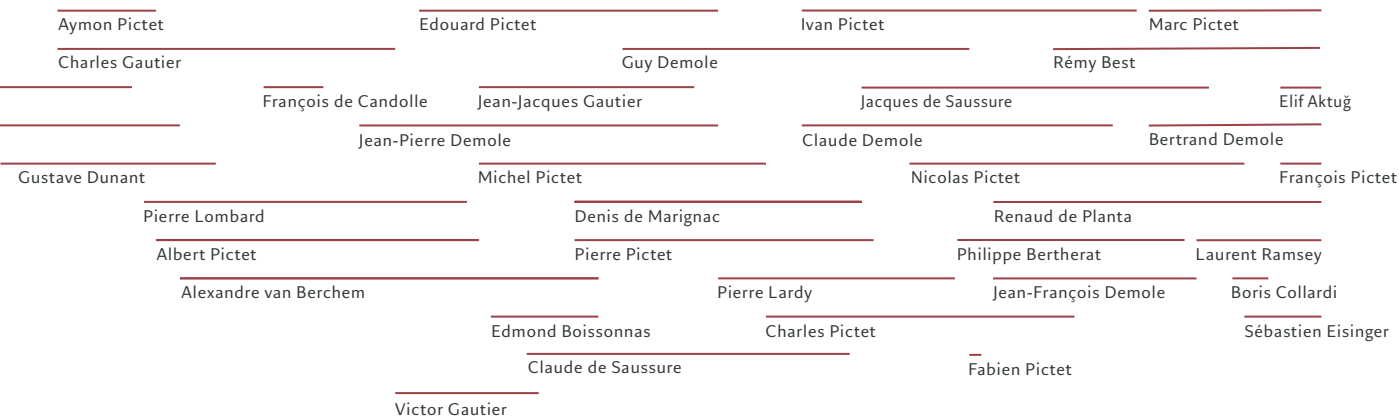 Aymon Pictet Edouard Pictet Ivan Pictet Marc Pictet
Charles Gautier Guy Demole Rémy Best
François de Candolle Jean-Jacques Gautier Jacques de Saussure Elif Aktuğ
Jean-Pierre Demole Claude Demole Bertrand Demole
Gustave Dunant Michel Pictet Nicolas Pictet François Pictet
Pierre Lombard Denis de Marignac Renaud de Planta
Albert Pictet Pierre Pictet Philippe Bertherat Laurent Ramsey
Alexandre van Berchem Pierre Lardy Jean-François Demole Boris Collardi
Edmond Boissonnas Charles Pictet Sébastien Eisinger
Claude de Saussure Fabien Pictet
Victor Gautier